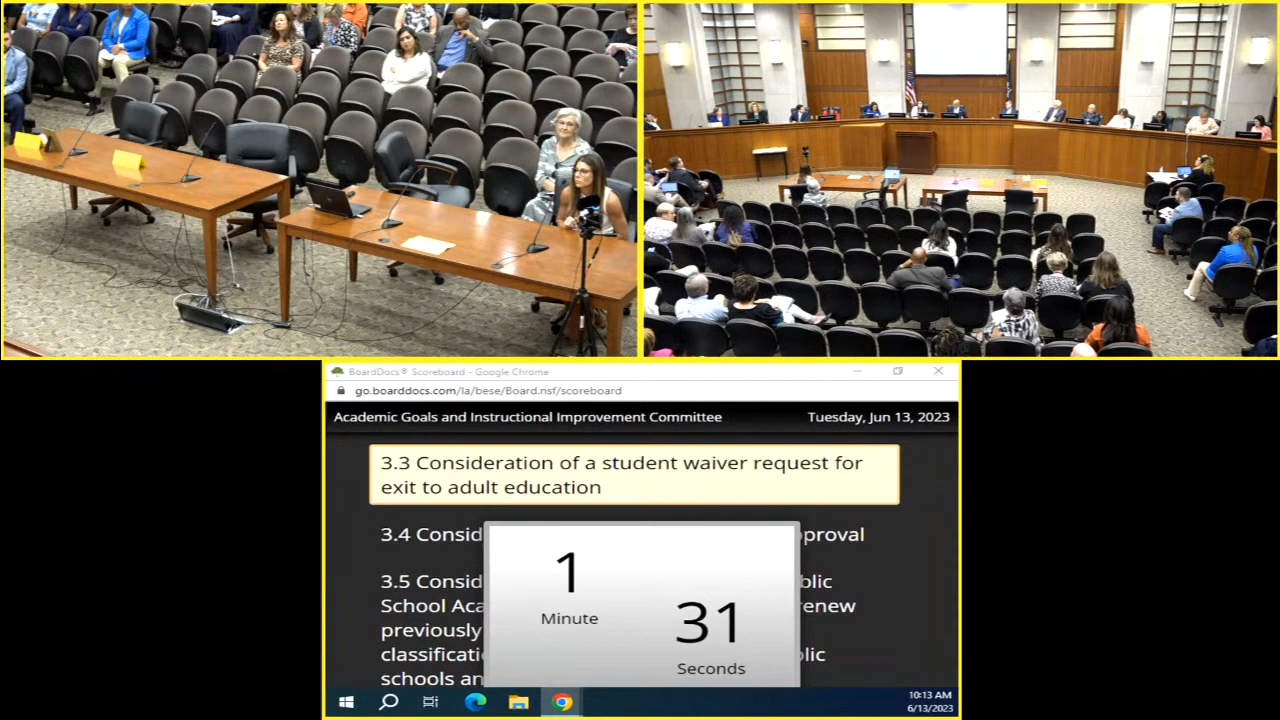 BoardDocs® Scoreboard - Google Chrome
go.boarddocs.com/la/bese/Board.nsf/scoreboard
Academic Goals and Instructional Improvement Committee Tuesday, Jun 13, 2023
3.3 Consideration of a student waiver request for
exit to adult education
3.4 Consid proval
3.5 Consid blic
School Aca renew
previously
classificati lic
schools an
1
Minute
31
Seconds
10:13 AM
6/13/2023